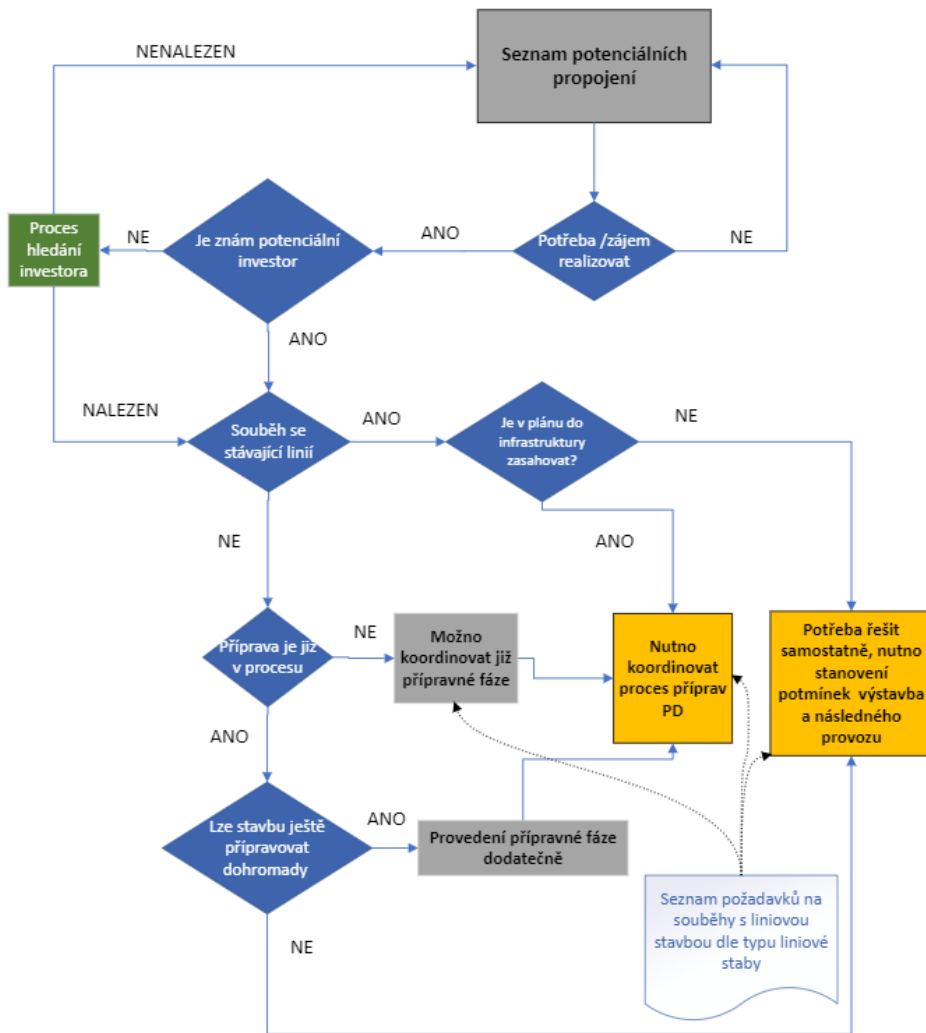 NENALEZEN
Seznam potenciálních
propojení
Proces
hledání
investora
NE
Je znám potenciální
investor
ANO
Potřeba /zájem
realizovat
NE
ANO
NALEZEN
Souběh se
stávající linií
ANO
Je v plánu do
infrastruktury
zasahovat?
NE
NE
ANO
Příprava je již
v procesu
NE
Možno
koordinovat již
přípravné fáze
Nutno
koordinovat
proces příprav
PD
Potřeba řešit
samostatně, nutno
stanovení
potmínek výstavba
a následného
provozu
ANO
Lze stavbu ještě
přípravovat
dohromady
ANO
Provedení přípravné fáze
dodatečně
Seznam požadavků na
souběhy s liniovou
stavbou dle typu liniové
staby
NE